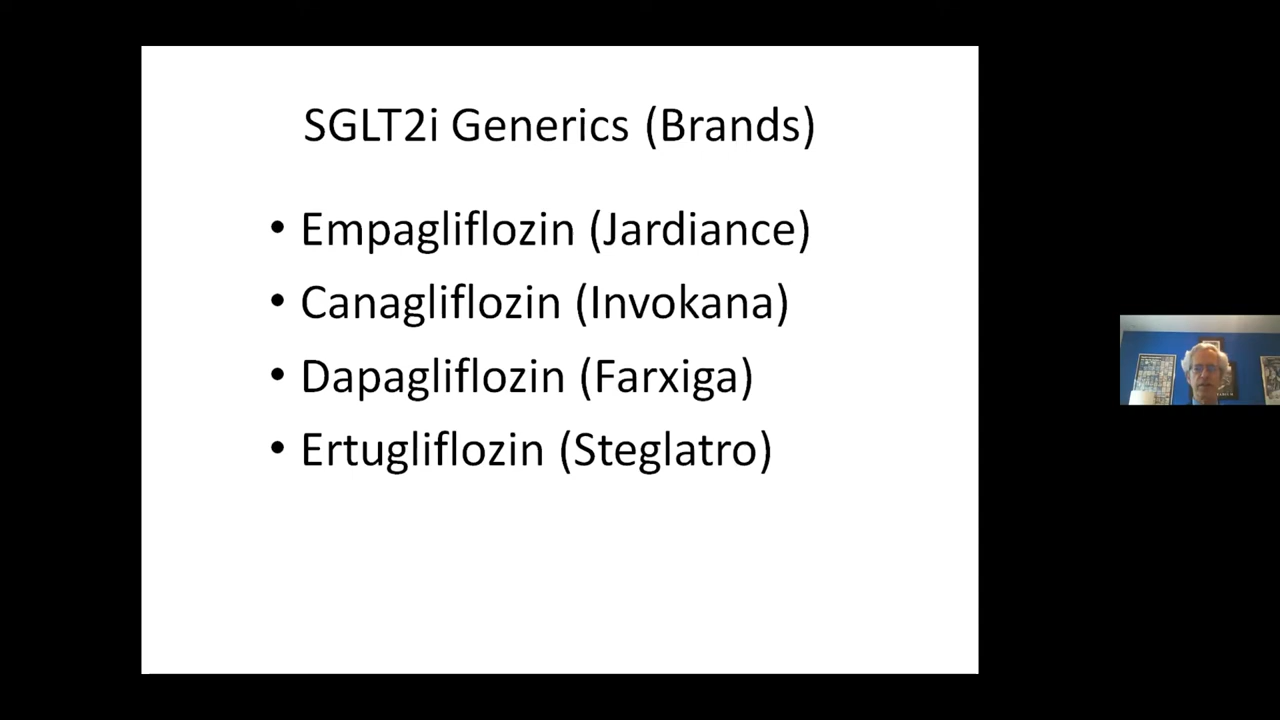 SGLT2i Generics (Brands)
• Empagliflozin (Jardiance)
• Canagliflozin (Invokana)
• Dapagliflozin (Farxiga)
• Ertugliflozin (Steglatro)